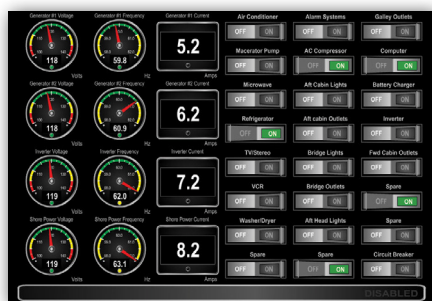 Generator #1 Voltage Generator #1 Frequency Generator #1 Current Air Conditioner Alarm Systems Galley Outlets
118 59.8 5.2 OFF ON OFF ON OFF ON
Volts Hz Amps Macerator Pump AC Compressor Computer
OFF ON OFF ON OFF ON
Generator #2 Voltage Generator #2 Frequency Generator #2 Current Microwave Aft Cabin Lights Battery Charger
118 60.9 6.2 OFF ON OFF ON OFF ON
Volts Hz Amps Refrigerator Aft cabin Outlets Inverter
OFF ON OFF ON OFF ON
Inverter Voltage Inverter Frequency Inverter Current TV/Stereo Bridge Lights Fwd Cabin Outlets
119 62.0 7.2 OFF ON OFF ON OFF ON
Volts Hz Amps VCR Bridge Outlets Spare
OFF ON OFF ON OFF ON
Shore Power Voltage Shore Power Frequency Shore Power Current Washer/Dryer Aft Head Lights Spare
119 63.1 8.2 OFF ON OFF ON OFF ON
Volts Hz Amps Spare Spare Circuit Breaker
OFF ON OFF ON OFF ON
DISABLED